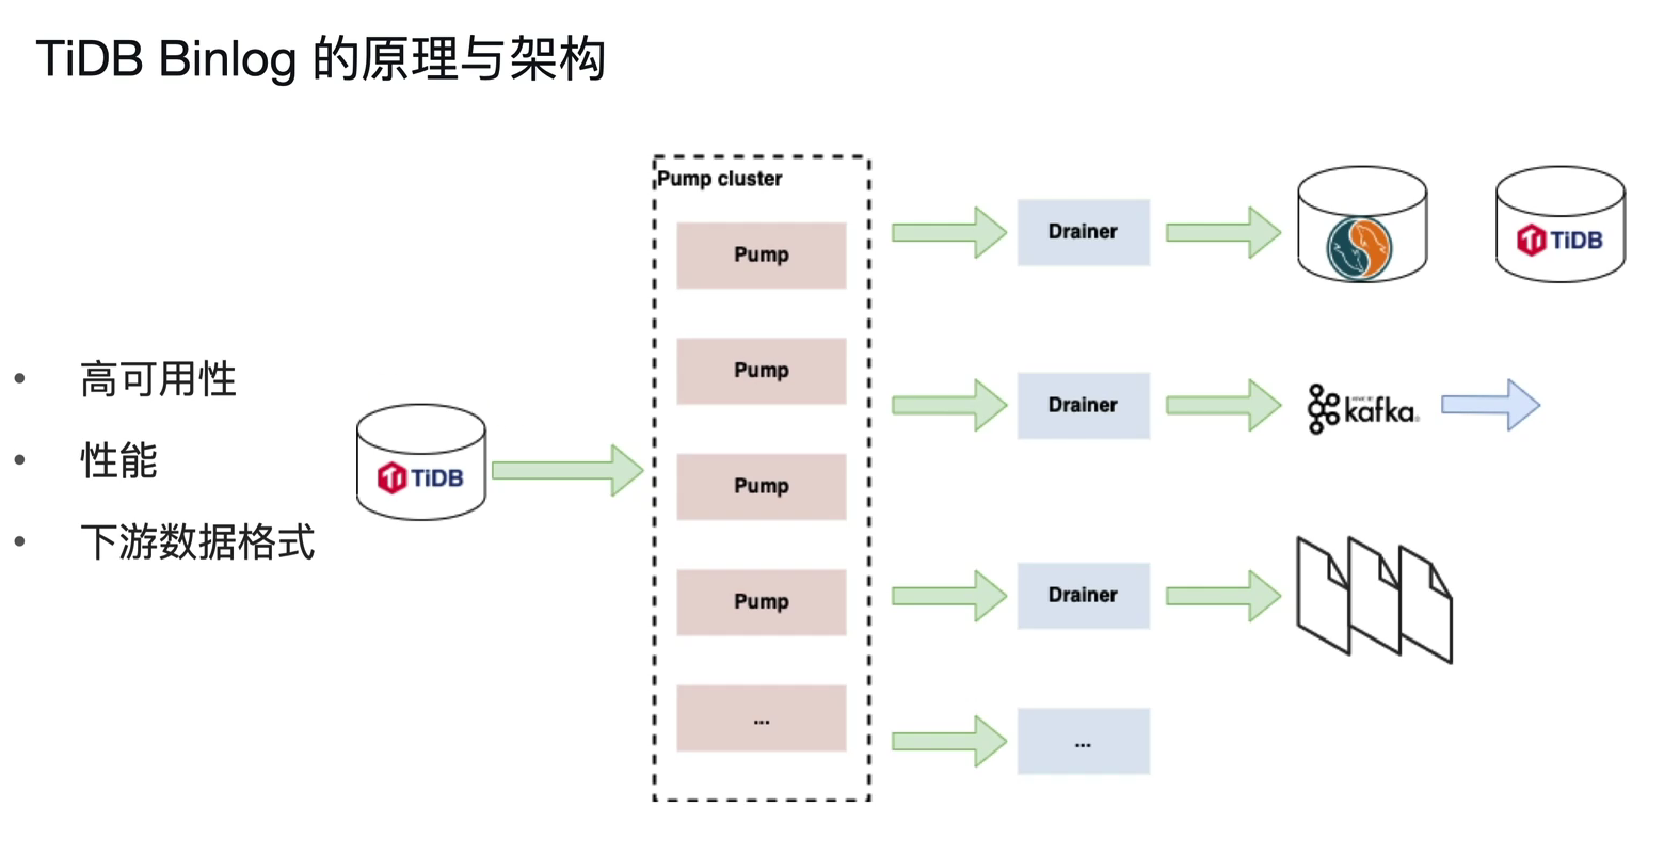 TiDB Binlog 的原理与架构
• 高可用性
• 性能
• 下游数据格式
TiDB
Pump cluster
Pump
Pump
Pump
Pump
...
Drainer
Drainer
Drainer
...
TiDB
kafka